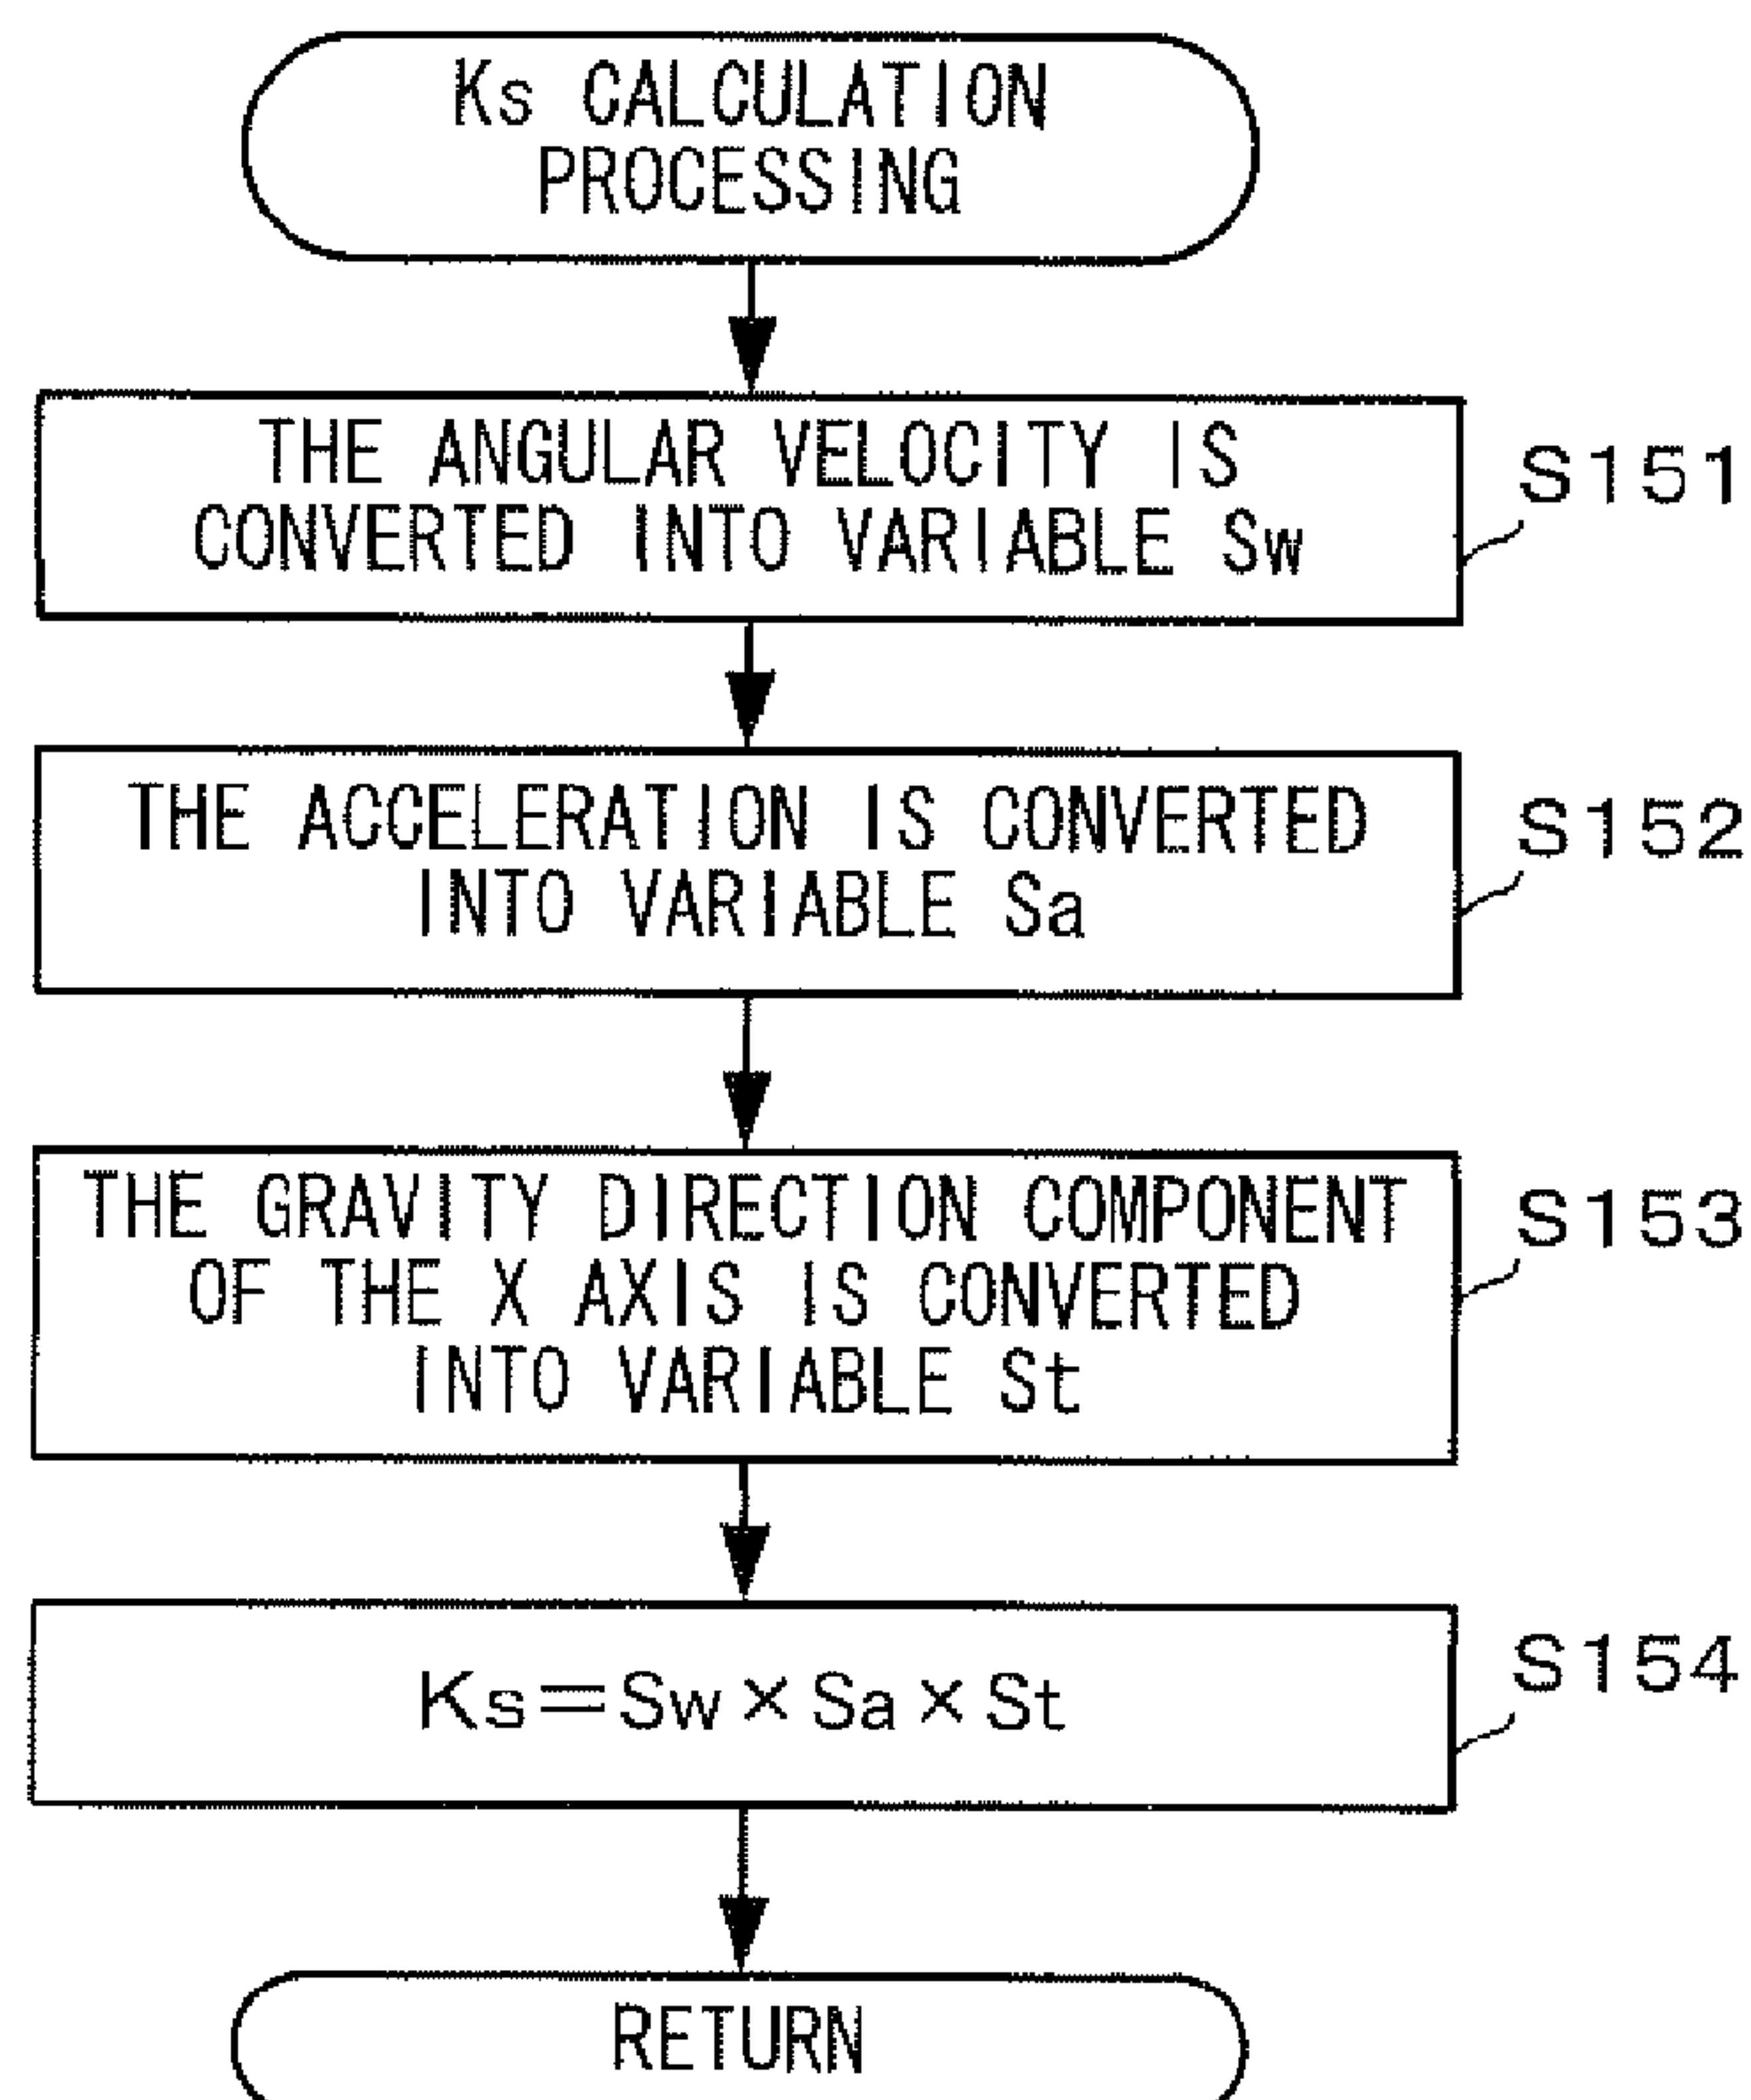 Ks CALCULATION
PROCESSING
THE ANGULAR VELOCITY IS
CONVERTED INTO VARIABLE Sw
S151
THE ACCELERATION IS CONVERTED
INTO VARIABLE Sa
S152
THE GRAVITY DIRECTION COMPONENT
OF THE X AXIS IS CONVERTED
INTO VARIABLE St
S153
Ks=Sw×Sa×St
S154
RETURN